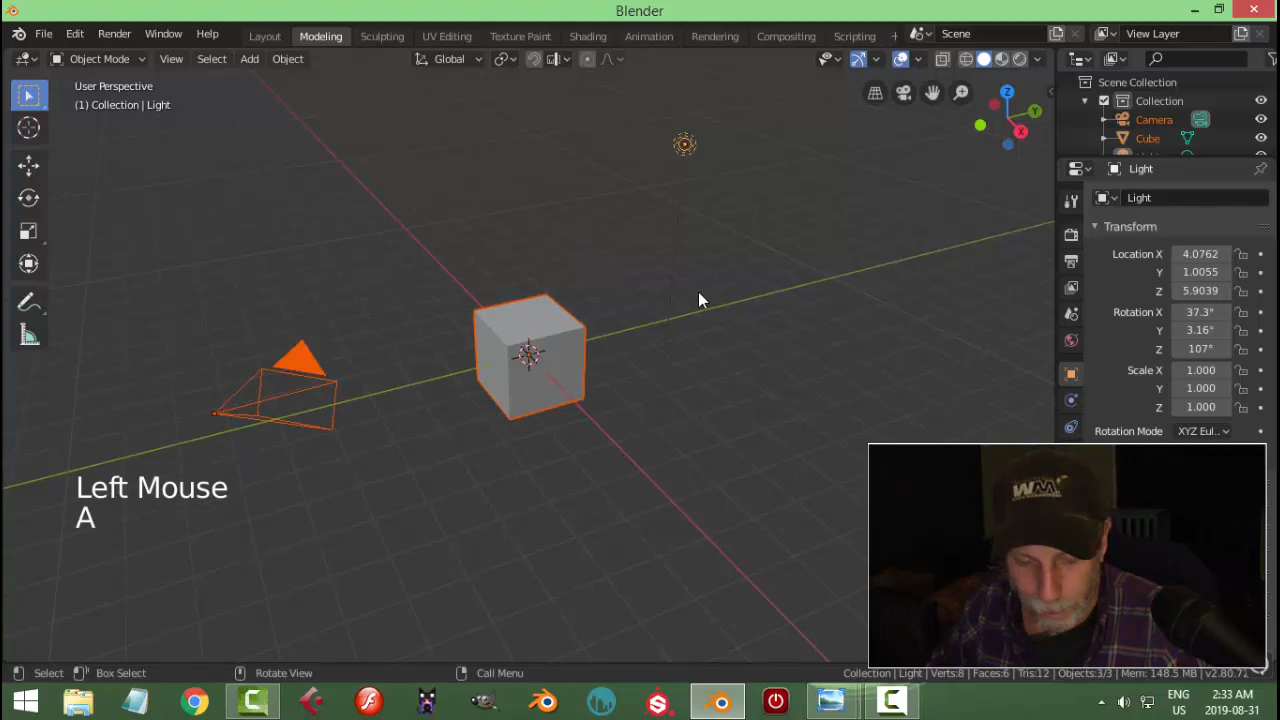 Blender
File Edit Render Window Help Layout Modeling Sculpting UV Editing Texture Paint Shading Animation Rendering Compositing Scripting + Scene View Layer
Object Mode View Select Add Object Global
User Perspective
(1) Collection | Light
Z
Y
X
Scene Collection
Collection
Camera
Cube
Light
Light
Transform
Location X 4.0762
Y 1.0055
Z 5.9039
Rotation X 37.3°
Y 3.16°
Z 107°
Scale X 1.000
Y 1.000
Z 1.000
Rotation Mode XYZ Eul..
Left Mouse
A
WM
Select Box Select Rotate View Call Menu Collection | Light | Verts:8 | Faces:6 | Tris:12 | Objects:3/3 | Mem: 148.5 MB | v2.80.71
ENG
US
2:33 AM
2019-08-31